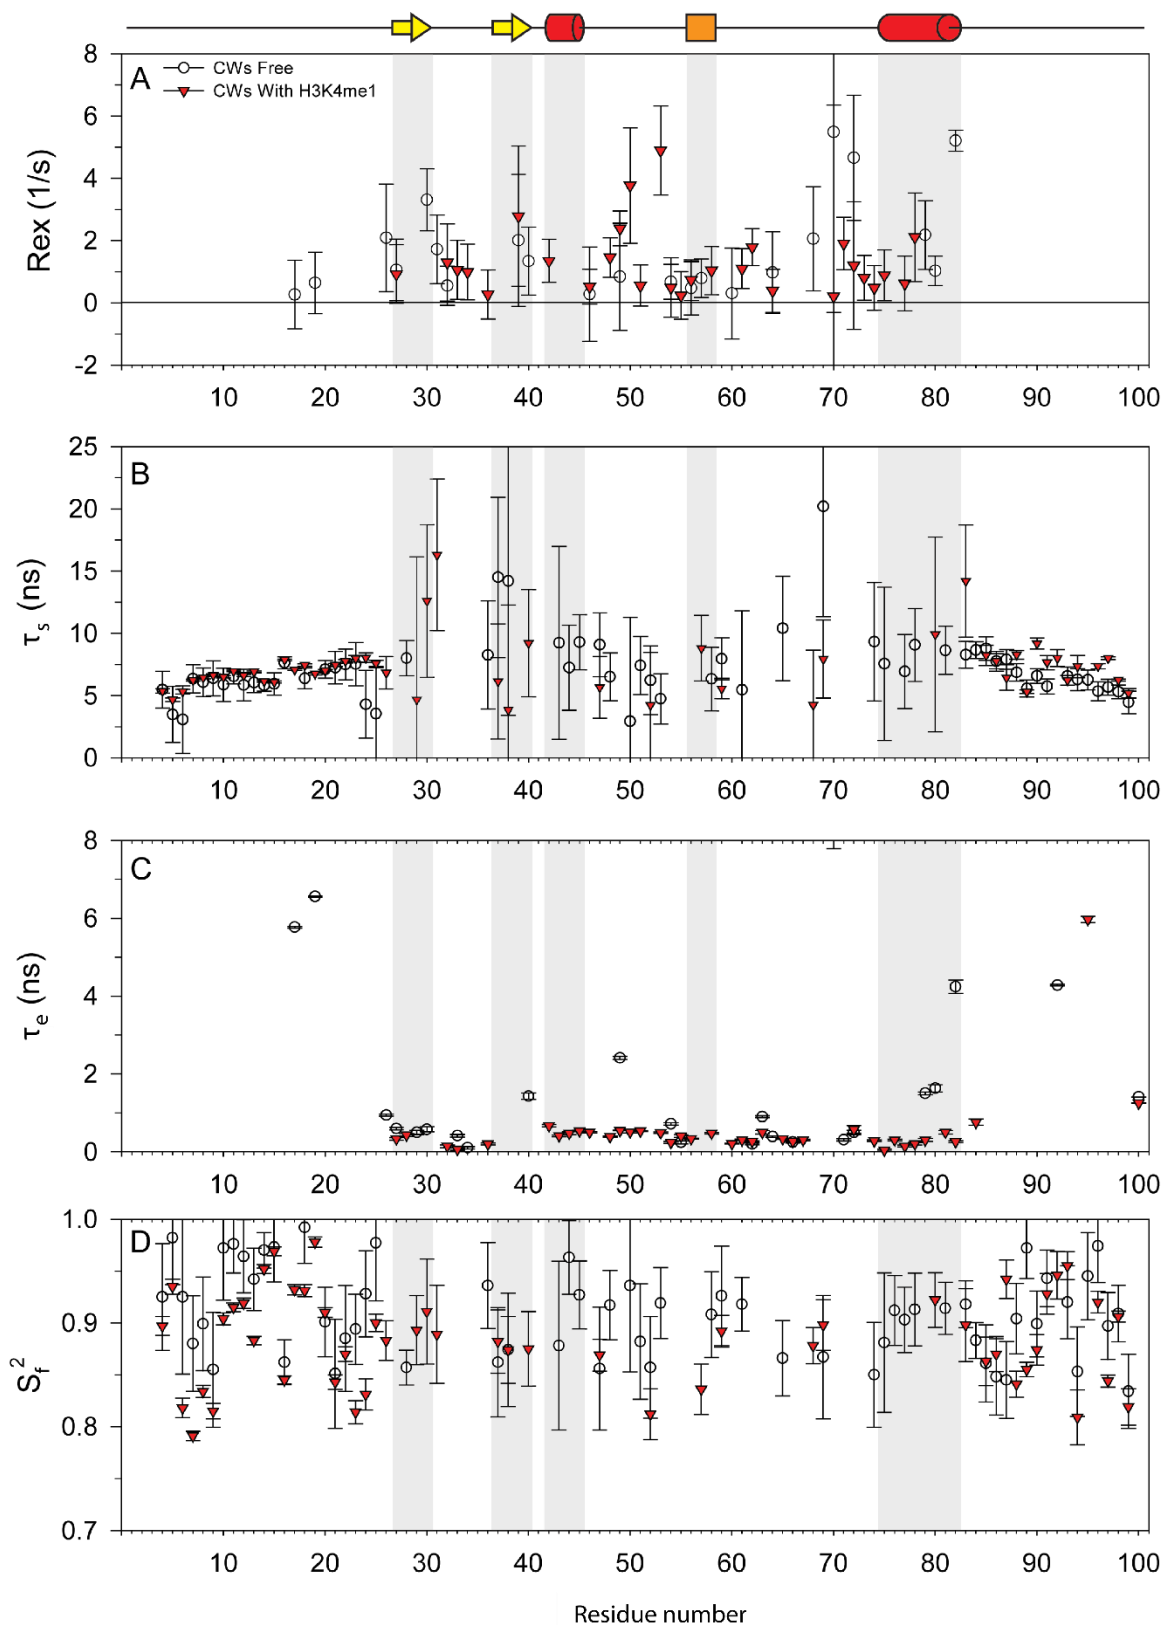 A
CWs Free
CWs With H3K4me1
Rex (1/s)
8
6
4
2
0
-2
10 20 30 40 50 60 70 80 90 100
B
τs (ns)
25
20
15
10
5
0
10 20 30 40 50 60 70 80 90 100
C
τe (ns)
8
6
4
2
0
10 20 30 40 50 60 70 80 90 100
D
Sf2
1.0
0.9
0.8
0.7
10 20 30 40 50 60 70 80 90 100
Residue number